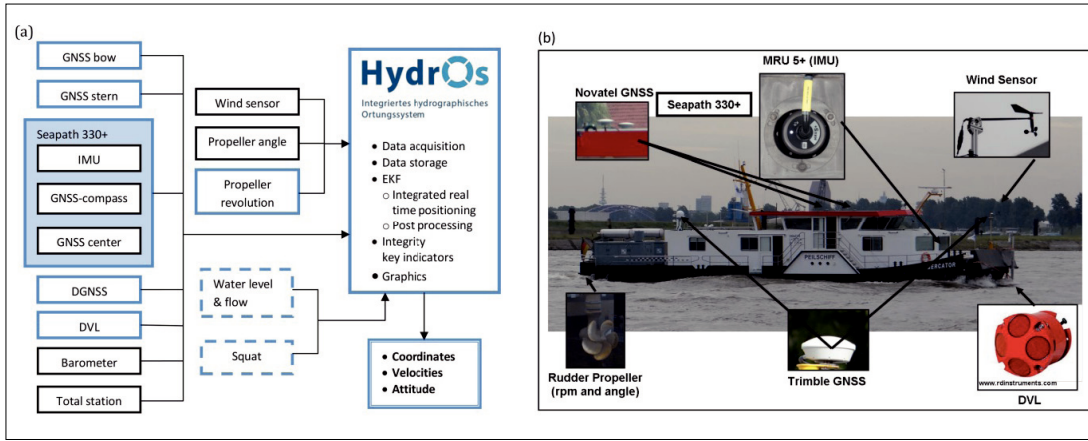 (a)
GNSS bow
GNSS stern
Seapath 330+
IMU
GNSS-compass
GNSS center
DGNSS
DVL
Barometer
Total station
Wind sensor
Propeller angle
Propeller
revolution
Water level
& flow
Squat
HydrOs
Integriertes hydrographisches
Ortungssystem
• Data acquisition
• Data storage
• EKF
○ Integrated real
time positioning
○ Post processing
• Integrity
key indicators
• Graphics
• Coordinates
• Velocities
• Attitude
(b)
MRU 5+ (IMU)
Novatel GNSS
Seapath 330+
Wind Sensor
PEILSCHIFF
MERCATOR
Rudder Propeller
(rpm and angle)
Trimble GNSS
www.rdinstruments.com
DVL